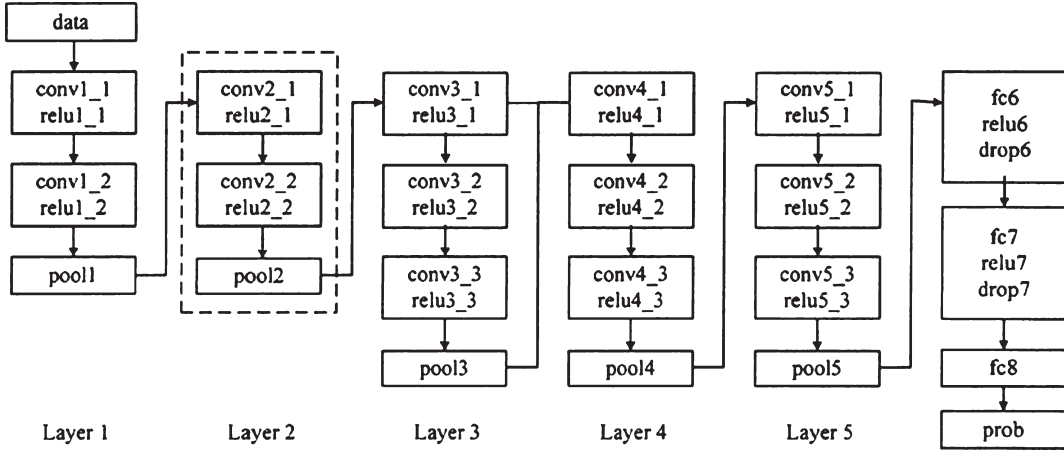 data
conv1_1
relu1_1
conv1_2
relu1_2
pool1
conv2_1
relu2_1
conv2_2
relu2_2
pool2
conv3_1
relu3_1
conv3_2
relu3_2
conv3_3
relu3_3
pool3
conv4_1
relu4_1
conv4_2
relu4_2
conv4_3
relu4_3
pool4
conv5_1
relu5_1
conv5_2
relu5_2
conv5_3
relu5_3
pool5
fc6
relu6
drop6
fc7
relu7
drop7
fc8
prob
Layer 1
Layer 2
Layer 3
Layer 4
Layer 5